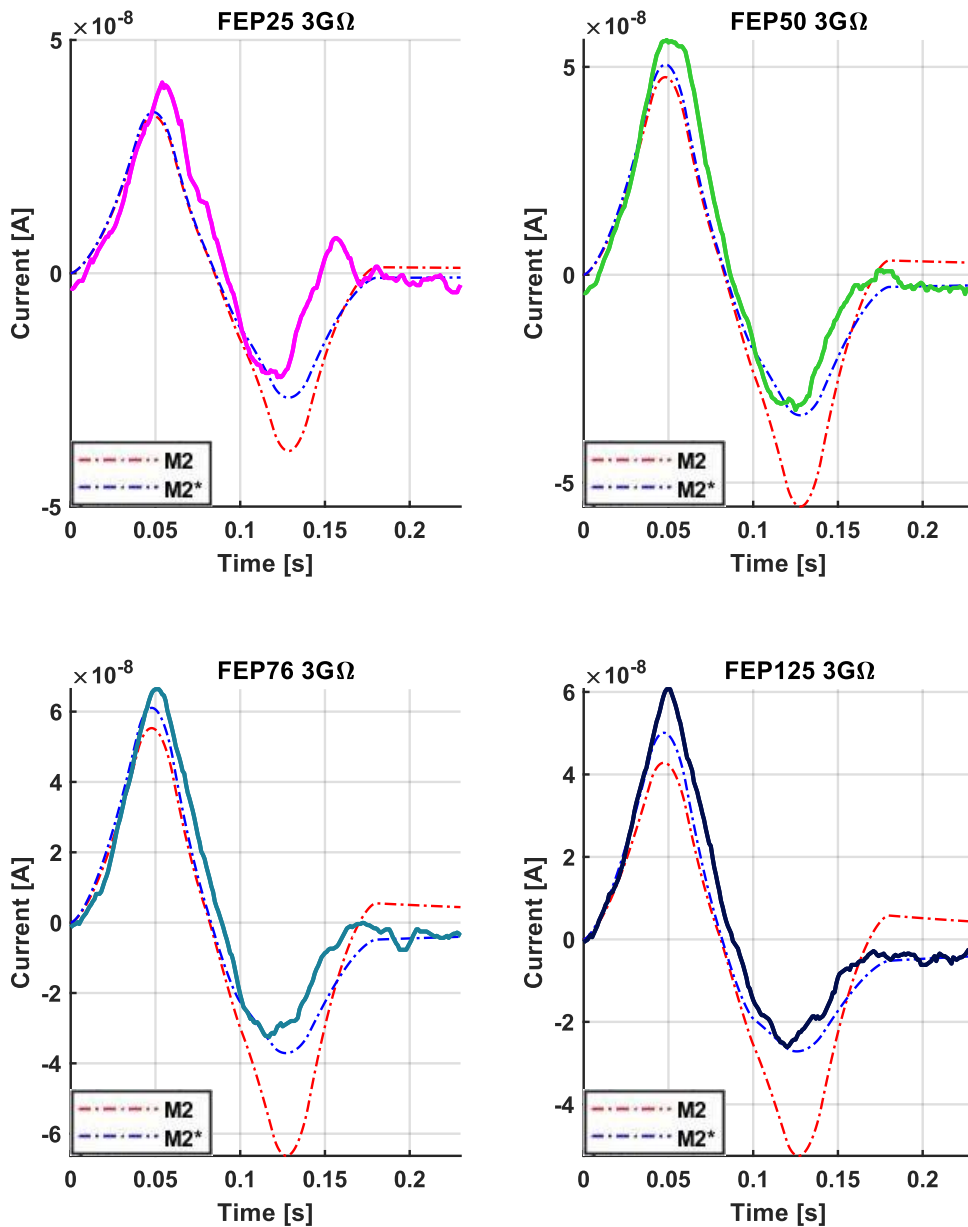 FEP25 3GΩ
×10-8
5
0
-5
Current [A]
0 0.05 0.1 0.15 0.2
Time [s]
M2
M2*
FEP50 3GΩ
×10-8
5
0
-5
Current [A]
0 0.05 0.1 0.15 0.2
Time [s]
M2
M2*
FEP76 3GΩ
×10-8
6
4
2
0
-2
-4
-6
Current [A]
0 0.05 0.1 0.15 0.2
Time [s]
M2
M2*
FEP125 3GΩ
×10-8
6
4
2
0
-2
-4
Current [A]
0 0.05 0.1 0.15 0.2
Time [s]
M2
M2*